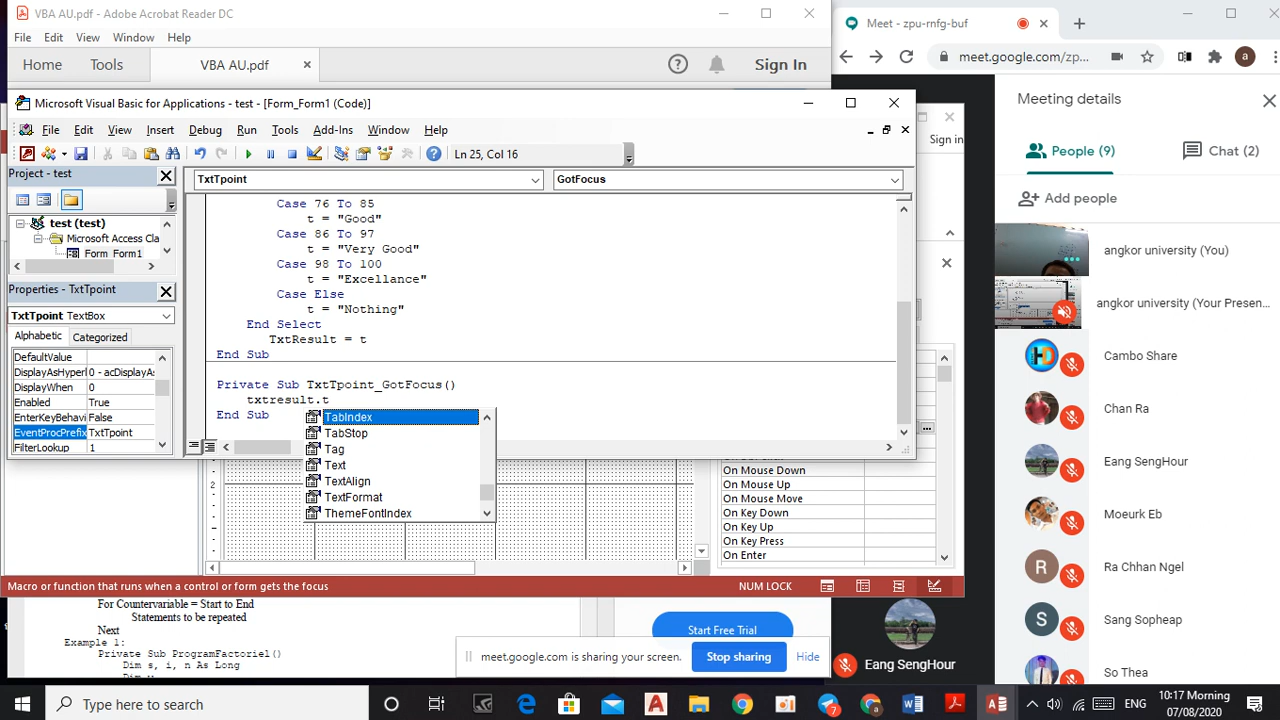 VBA AU.pdf - Adobe Acrobat Reader DC
File Edit View Window Help
Home Tools VBA AU.pdf × Sign In
Microsoft Visual Basic for Applications - test - [Form_Form1 (Code)]
File Edit View Insert Debug Run Tools Add-Ins Window Help
Ln 25, Col 16
Project - test
test (test)
Microsoft Access Cla
Form_Form1
Properties - TxtTpoint
TxtTpoint TextBox
Alphabetic Categorized
DefaultValue
DisplayAsHyperl 0 - acDisplayAs
DisplayWhen 0
Enabled True
EnterKeyBehavi False
EventProcPrefix TxtTpoint
FilterLookup 1
TxtTpoint GotFocus
Case 76 To 85
t = "Good"
Case 86 To 97
t = "Very Good"
Case 98 To 100
t = "Excellance"
Case Else
t = "Nothing"
End Select
TxtResult = t
End Sub
Private Sub TxtTpoint_GotFocus()
txtresult.t
End Sub
TabIndex
TabStop
Tag
Text
TextAlign
TextFormat
ThemeFontIndex
2
Sign in
On Mouse Down
On Mouse Up
On Mouse Move
On Key Down
On Key Up
On Key Press
On Enter
Macro or function that runs when a control or form gets the focus NUM LOCK
For Countervariable = Start to End
Statements to be repeated
Next
Example 1:
Private Sub ProgramFactoriel()
Dim s, i, n As Long
Start Free Trial
meet.google.com is sharing your screen. Stop sharing Hide
Eang SengHour
Meet - zpu-rnfg-buf
meet.google.com/zp...
a
Meeting details
People (9) Chat (2)
Add people
angkor university (You)
angkor university (Your Presen...
HD Cambo Share
Chan Ra
Eang SengHour
Moeurk Eb
R Ra Chhan Ngel
S Sang Sopheap
So Thea
Type here to search
ENG
10:17 Morning
07/08/2020